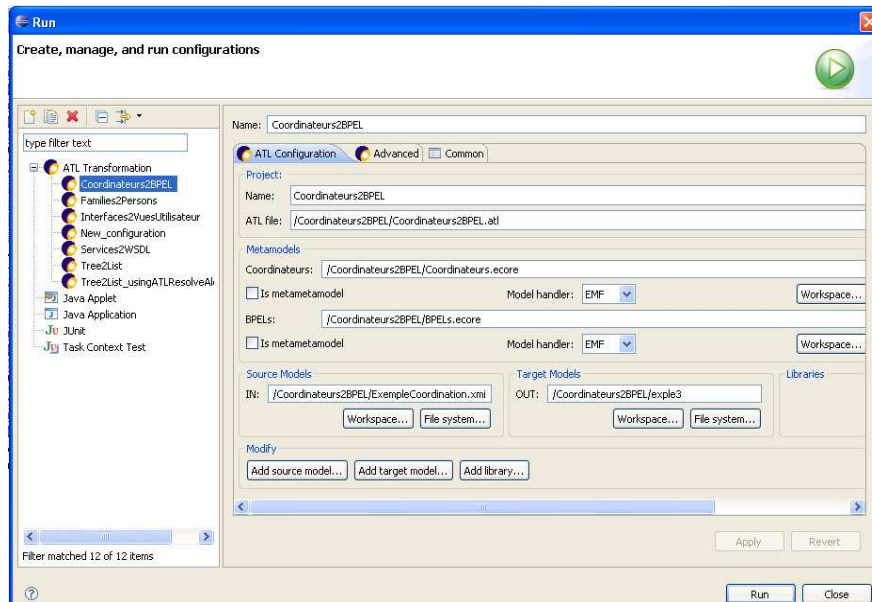 Run
Create, manage, and run configurations
type filter text
ATL Transformation
Coordinateurs2BPEL
Families2Persons
Interfaces2VuesUtilisateur
New_configuration
Services2WSDL
Tree2List
Tree2List_usingATLResolveAl
Java Applet
Java Application
Ju JUnit
Task Context Test
Filter matched 12 of 12 items
Name: Coordinateurs2BPEL
ATL Configuration Advanced Common
Project:
Name: Coordinateurs2BPEL
ATL file: /Coordinateurs2BPEL/Coordinateurs2BPEL.atl
Metamodels
Coordinateurs: /Coordinateurs2BPEL/Coordinateurs.ecore
Is metametamodel Model handler: EMF Workspace...
BPELs: /Coordinateurs2BPEL/BPELs.ecore
Is metametamodel Model handler: EMF Workspace...
Source Models Target Models Libraries
IN: /Coordinateurs2BPEL/ExempleCoordination.xmi OUT: /Coordinateurs2BPEL/exple3
Workspace... File system... Workspace... File system...
Modify
Add source model... Add target model... Add library...
Apply Revert
Run Close